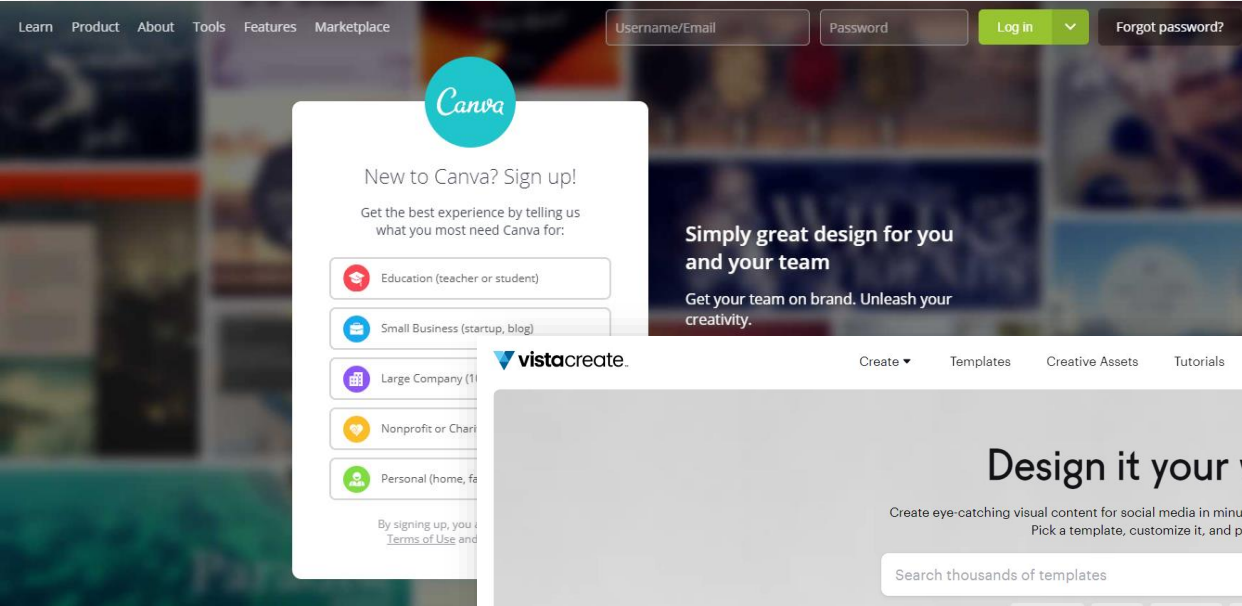 Learn Product About Tools Features Marketplace Username/Email Password Log in Forgot password?
Canva
New to Canva? Sign up!
Get the best experience by telling us
what you most need Canva for:
Education (teacher or student)
Small Business (startup, blog)
Large Company (1
Nonprofit or Chari
Personal (home, fa
By signing up, you
Terms of Use and
Simply great design for you
and your team
Get your team on brand. Unleash your
creativity.
vistacreate
Create Templates Creative Assets Tutorials
Design it your
Create eye-catching visual content for social media in minu
Pick a template, customize it, and p
Search thousands of templates